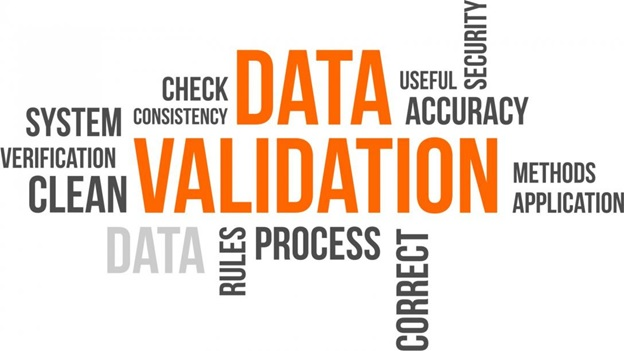 SECURITY
CHECK
CONSISTENCY
DATA
USEFUL
ACCURACY
SYSTEM
VERIFICATION
CLEAN
VALIDATION
METHODS
APPLICATION
DATA
RULES
PROCESS
CORRECT